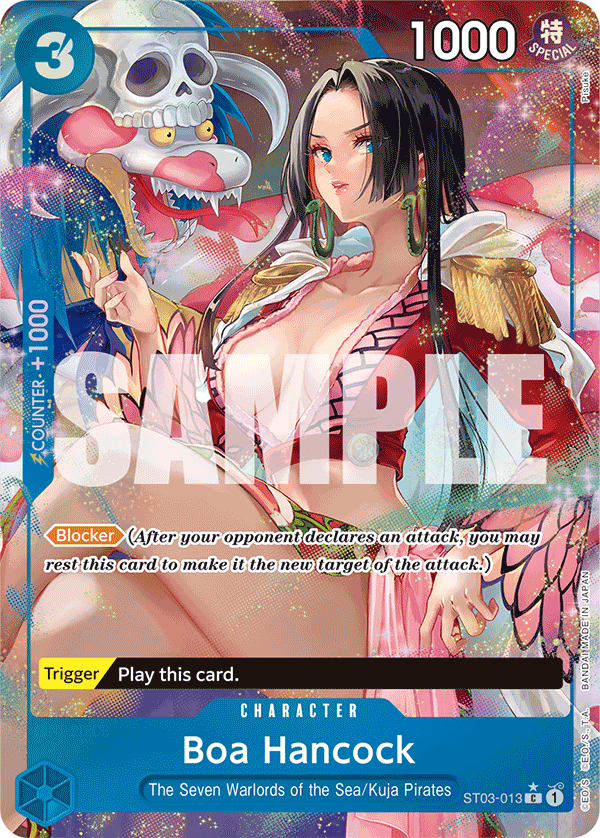 3
1000
特
SPECIAL
Pisuke
COUNTER +1000
SAMPLE
Blocker (After your opponent declares an attack, you may
rest this card to make it the new target of the attack.)
Trigger Play this card.
CHARACTER
Boa Hancock
The Seven Warlords of the Sea/Kuja Pirates
ST03-013 C 1
©E.O/S. ©E.O./S.,T.A. BANDAI MADE IN JAPAN